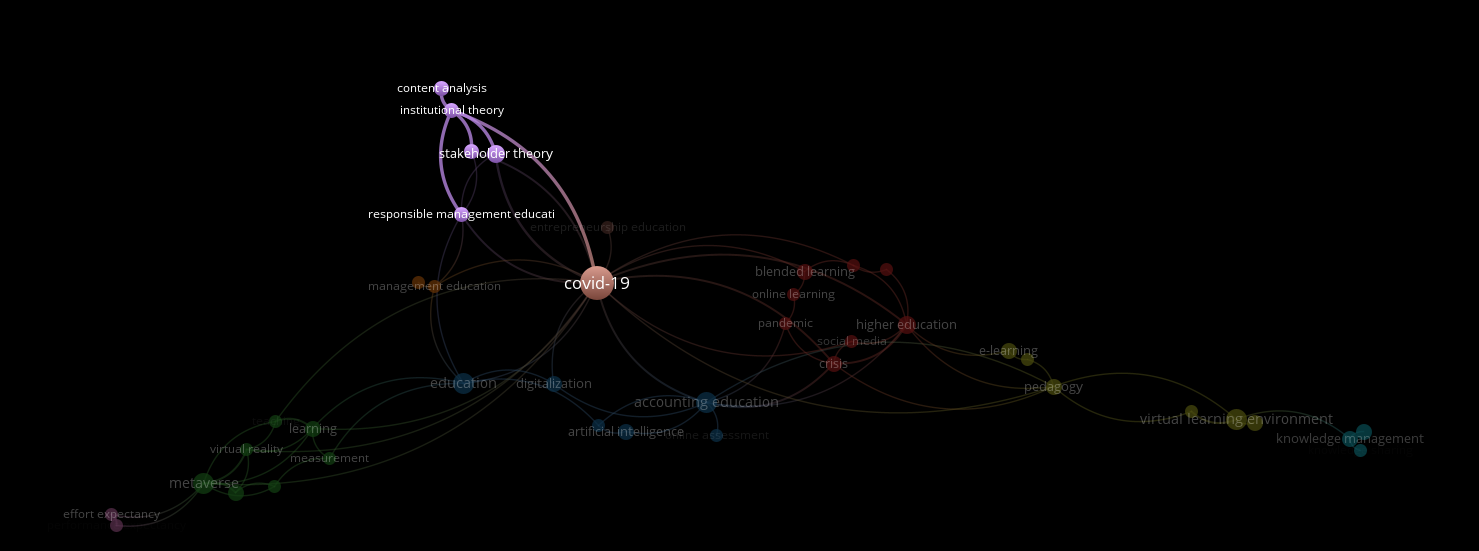 content analysis
institutional theory
stakeholder theory
responsible management educati
entrepreneurship education
blended learning
management education
covid-19
online learning
pandemic
higher education
social media
e-learning
crisis
education
digitalization
pedagogy
accounting education
virtual learning environment
learning
artificial intelligence
knowledge management
virtual reality
measurement
metaverse
effort expectancy